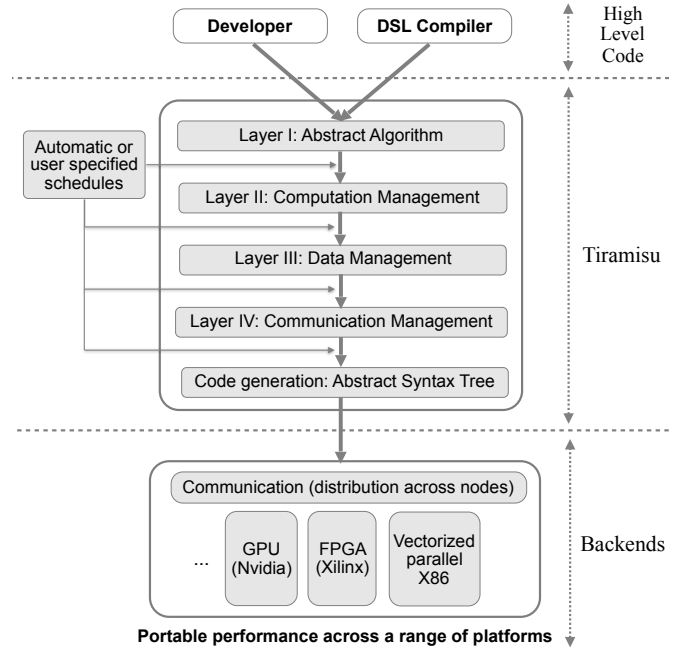 Developer
DSL Compiler
High
Level
Code
Layer I: Abstract Algorithm
Automatic or
user specified
schedules
Layer II: Computation Management
Layer III: Data Management
Tiramisu
Layer IV: Communication Management
Code generation: Abstract Syntax Tree
Communication (distribution across nodes)
...
GPU
(Nvidia)
FPGA
(Xilinx)
Vectorized
parallel
X86
Backends
Portable performance across a range of platforms